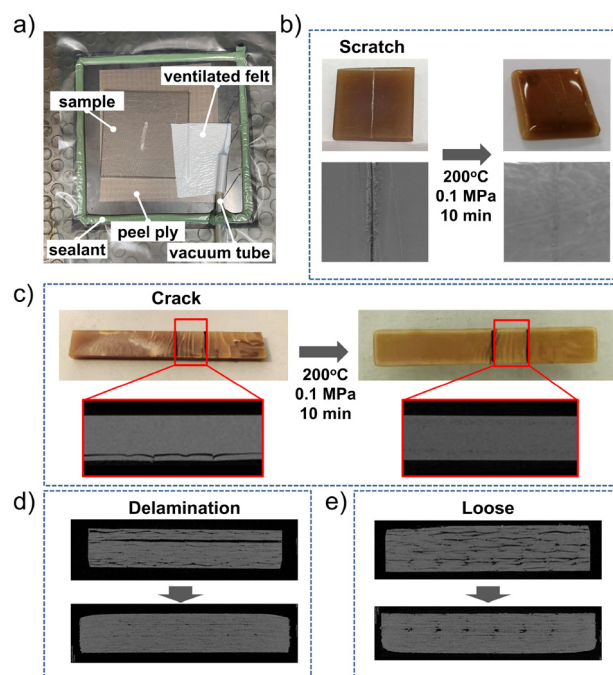 a)
ventilated felt
sample
peel ply
sealant
vacuum tube
b)
Scratch
200°C
0.1 MPa
10 min
c)
Crack
200°C
0.1 MPa
10 min
d)
Delamination
e)
Loose